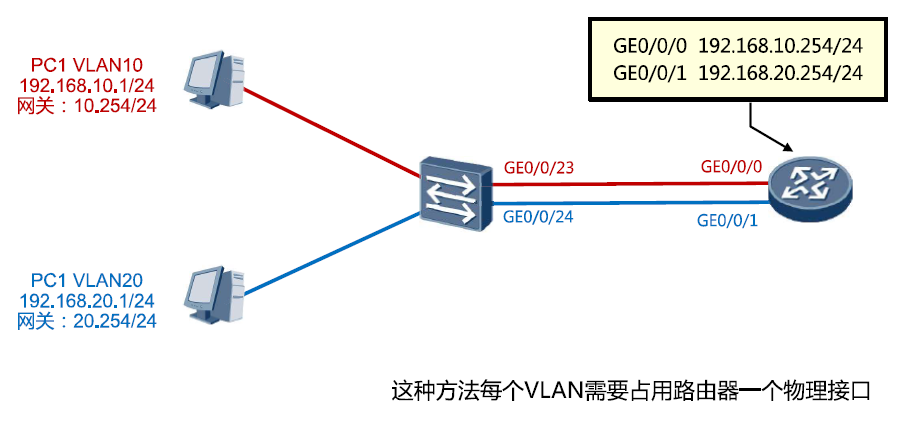 GE0/0/0 192.168.10.254/24
GE0/0/1 192.168.20.254/24
PC1 VLAN10
192.168.10.1/24
网关：10.254/24
GE0/0/23
GE0/0/0
GE0/0/24
GE0/0/1
PC1 VLAN20
192.168.20.1/24
网关：20.254/24
这种方法每个VLAN需要占用路由器一个物理接口